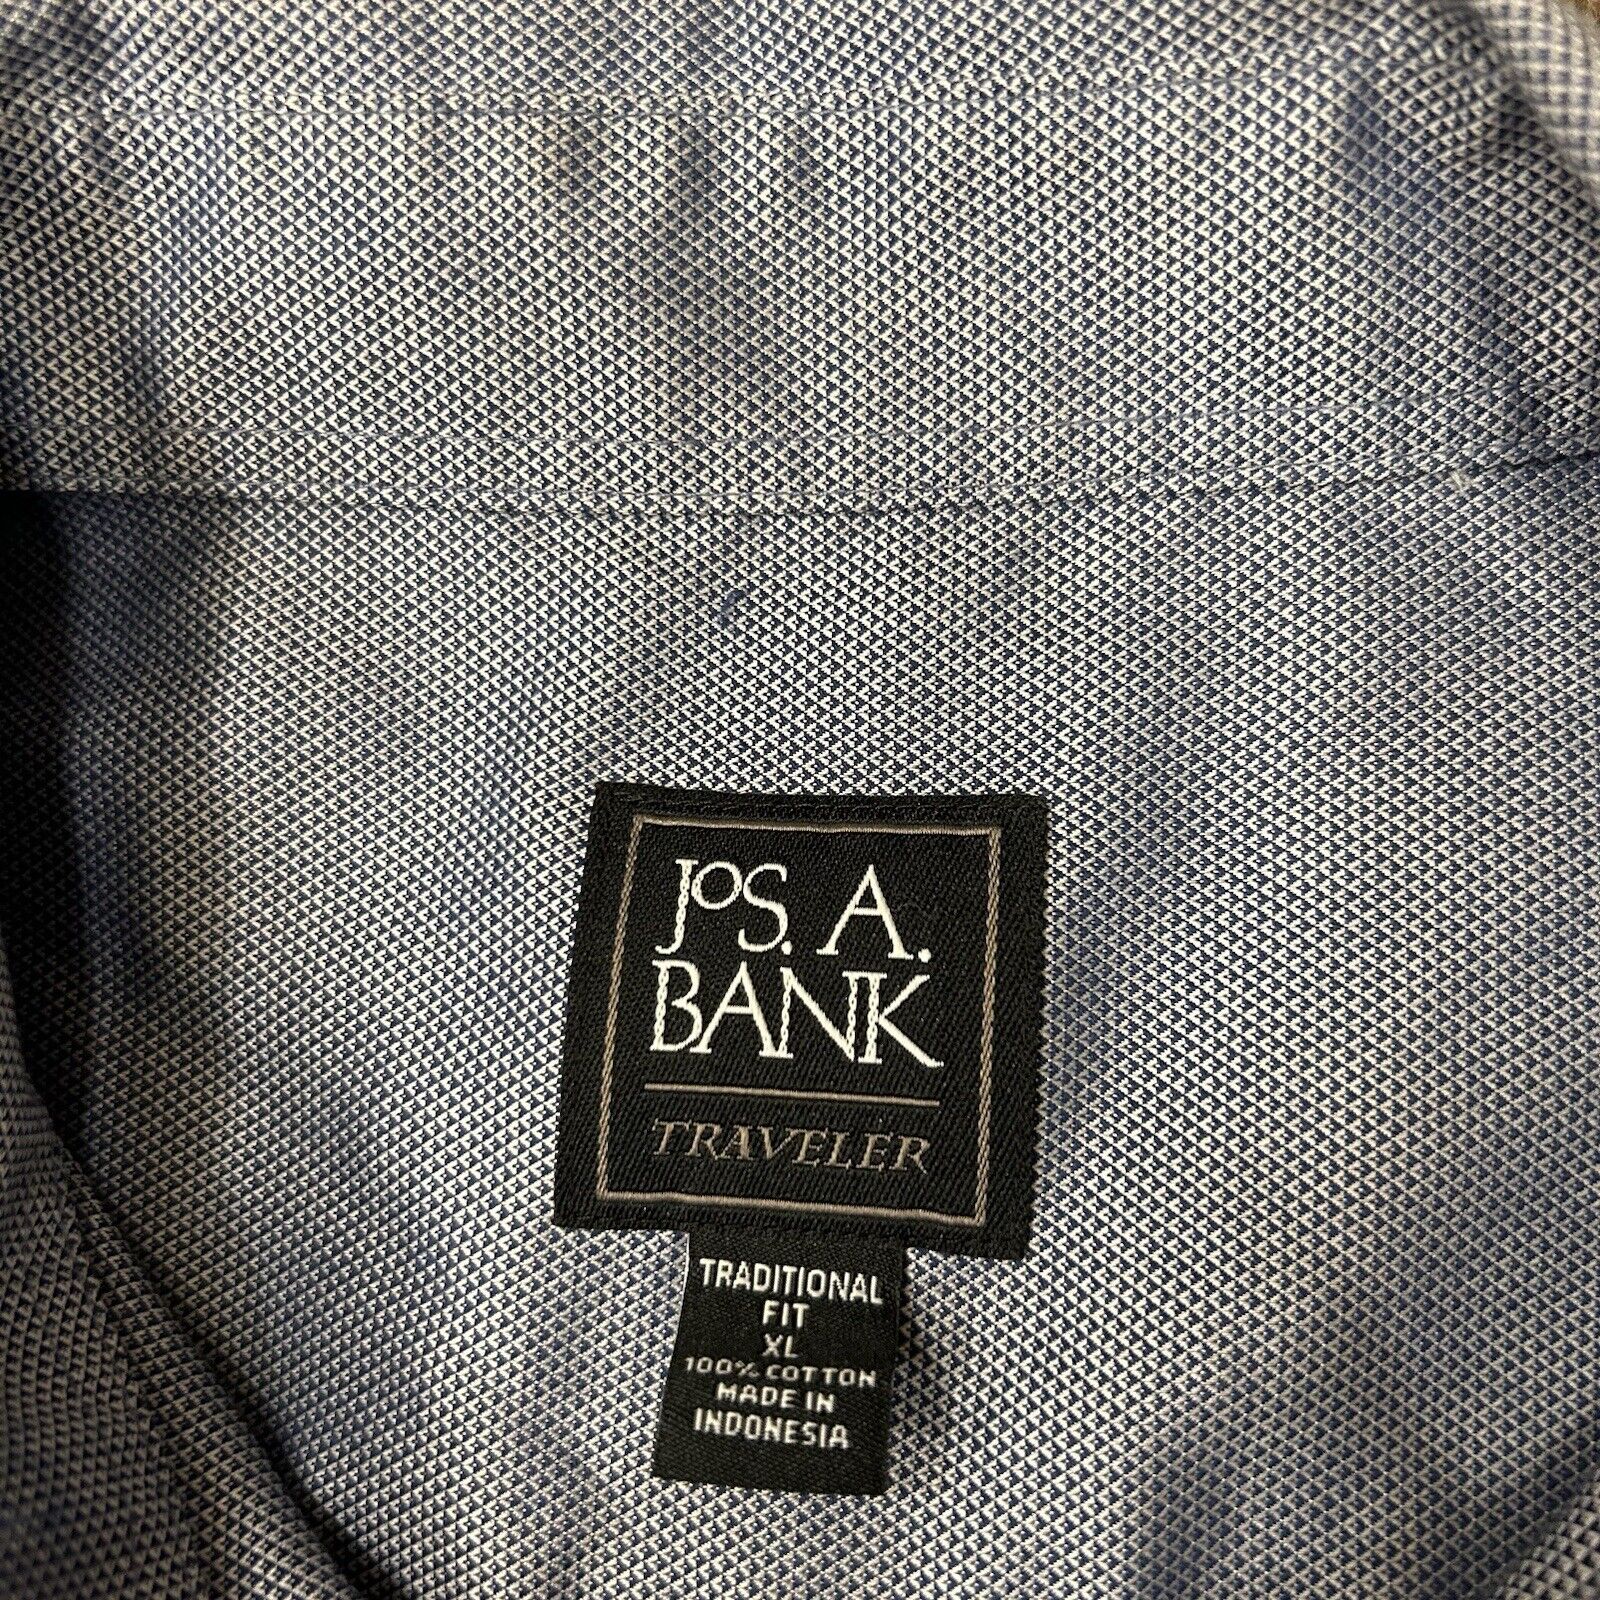 JOS. A.
BANK
TRAVELER
TRADITIONAL
FIT
XL
100% COTTON
MADE IN
INDONESIA